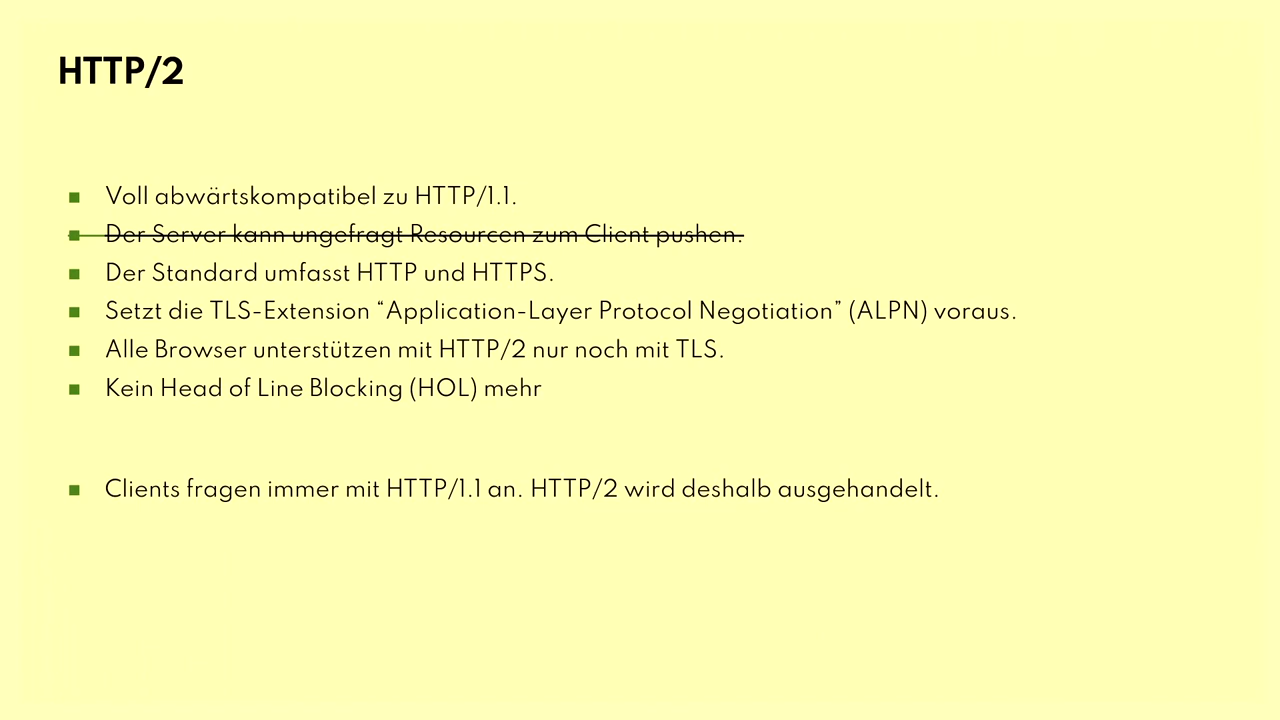 HTTP/2
Voll abwärtskompatibel zu HTTP/1.1.
Der Server kann ungefragt Resourcen zum Client pushen.
Der Standard umfasst HTTP und HTTPS.
Setzt die TLS-Extension “Application-Layer Protocol Negotiation” (ALPN) voraus.
Alle Browser unterstützen mit HTTP/2 nur noch mit TLS.
Kein Head of Line Blocking (HOL) mehr
Clients fragen immer mit HTTP/1.1 an. HTTP/2 wird deshalb ausgehandelt.